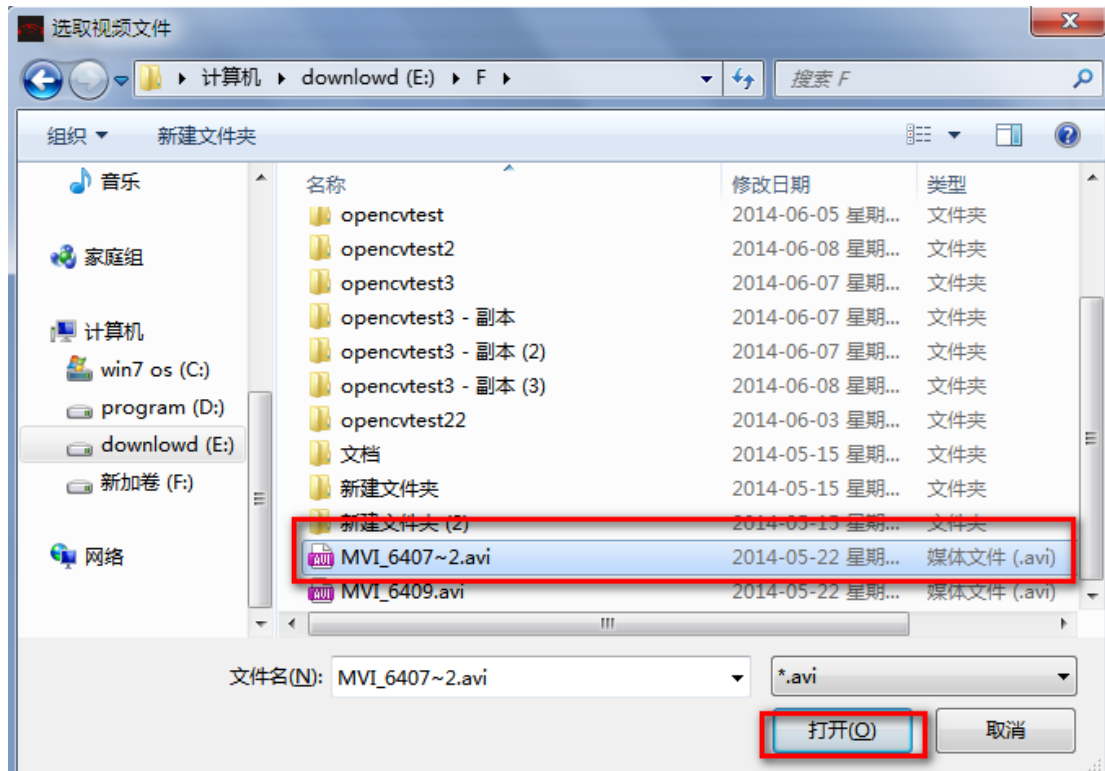 选取视频文件
计算机 downlowd (E:) F 搜索 F
组织 新建文件夹
音乐
家庭组
计算机
win7 os (C:)
program (D:)
downlowd (E:)
新加卷 (F:)
网络
名称 修改日期 类型
opencvtest 2014-06-05 星期... 文件夹
opencvtest2 2014-06-08 星期... 文件夹
opencvtest3 2014-06-07 星期... 文件夹
opencvtest3 - 副本 2014-06-07 星期... 文件夹
opencvtest3 - 副本 (2) 2014-06-07 星期... 文件夹
opencvtest3 - 副本 (3) 2014-06-08 星期... 文件夹
opencvtest22 2014-06-03 星期... 文件夹
文档 2014-05-15 星期... 文件夹
新建文件夹 2014-05-15 星期... 文件夹
新建文件夹 (2) 2014-05-15 星期... 文件夹
MVI_6407~2.avi 2014-05-22 星期... 媒体文件 (.avi)
MVI_6409.avi 2014-05-22 星期... 媒体文件 (.avi)
文件名(N): MVI_6407~2.avi *.avi
打开(O) 取消